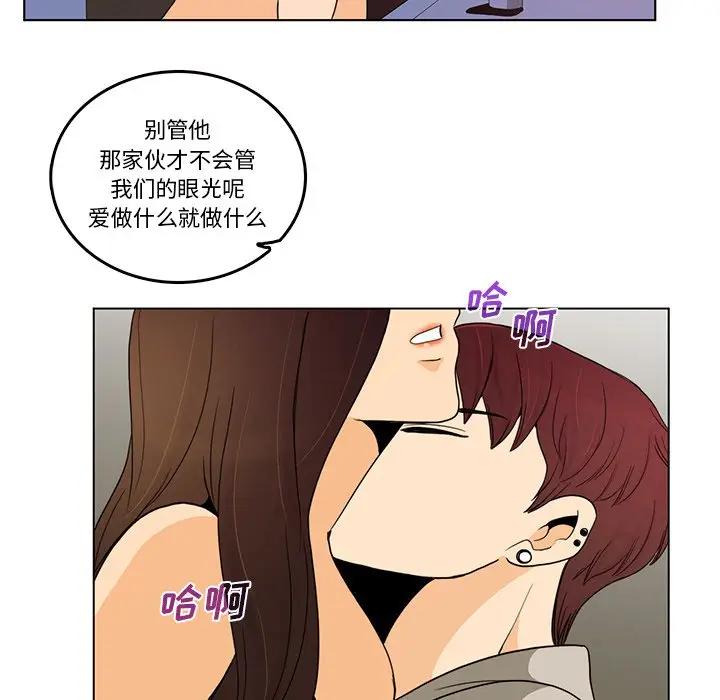 别管他
那家伙才不会管
我们的眼光呢
爱做什么就做什么
哈
啊
哈啊